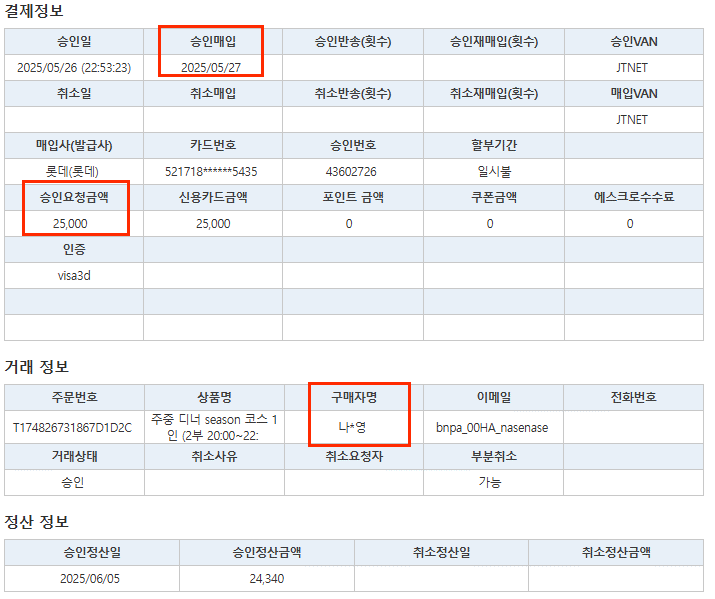 결제정보
승인일 승인매입 승인반송(횟수) 승인재매입(횟수) 승인VAN
2025/05/26 (22:53:23) 2025/05/27 JTNET
취소일 취소매입 취소반송(횟수) 취소재매입(횟수) 매입VAN
JTNET
매입사(발급사) 카드번호 승인번호 할부기간
롯데(롯데) 521718******5435 43602726 일시불
승인요청금액 신용카드금액 포인트 금액 쿠폰금액 에스크로수수료
25,000 25,000 0 0 0
인증
visa3d
거래 정보
주문번호 상품명 구매자명 이메일 전화번호
T174826731867D1D2C 주중 디너 season 코스 1 나*영 bnpa_00HA_nasenase
인 (2부 20:00~22:
거래상태 취소사유 취소요청자 부분취소
승인 가능
정산 정보
승인정산일 승인정산금액 취소정산일 취소정산금액
2025/06/05 24,340